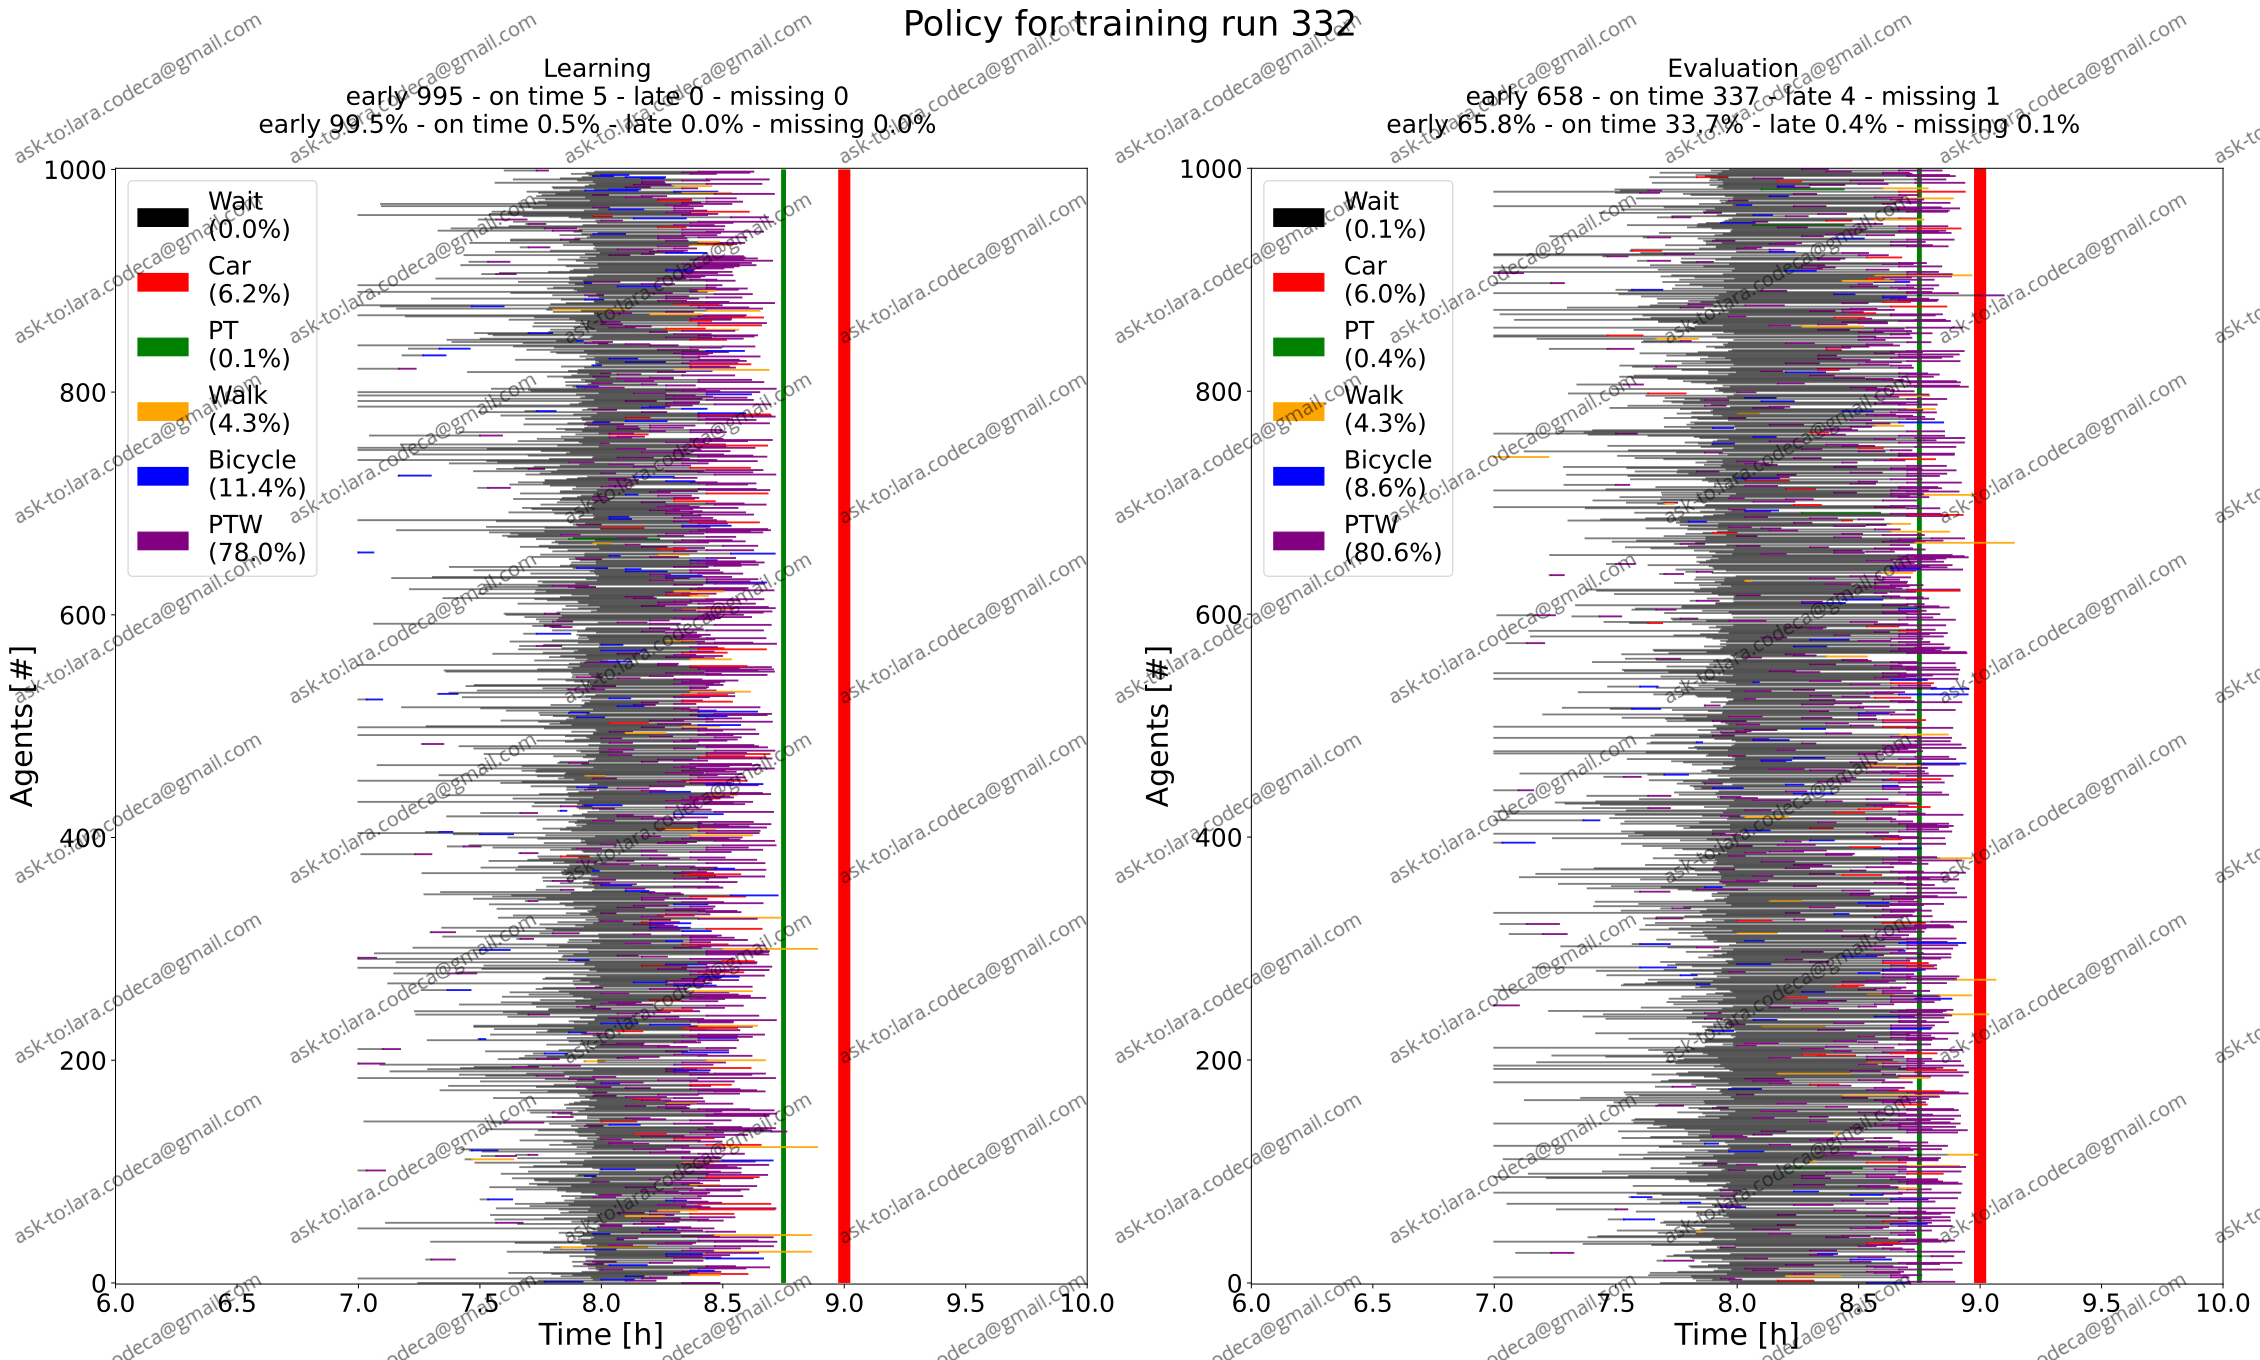 Policy for training run 332
Learning
early 995 - on time 5 - late 0 - missing 0
early 99.5% - on time 0.5% - late 0.0% - missing 0.0%
Evaluation
early 658 - on time 337 - late 4 - missing 1
early 65.8% - on time 33.7% - late 0.4% - missing 0.1%
Agents [#]
1000
800
600
400
200
0
Wait
(0.0%)
Car
(6.2%)
PT
(0.1%)
Walk
(4.3%)
Bicycle
(11.4%)
PTW
(78.0%)
6.0 6.5 7.0 7.5 8.0 8.5 9.0 9.5 10.0
Time [h]
Agents [#]
1000
800
600
400
200
0
Wait
(0.1%)
Car
(6.0%)
PT
(0.4%)
Walk
(4.3%)
Bicycle
(8.6%)
PTW
(80.6%)
6.0 6.5 7.0 7.5 8.0 8.5 9.0 9.5 10.0
Time [h]
ask-to:lara.codeca@gmail.com